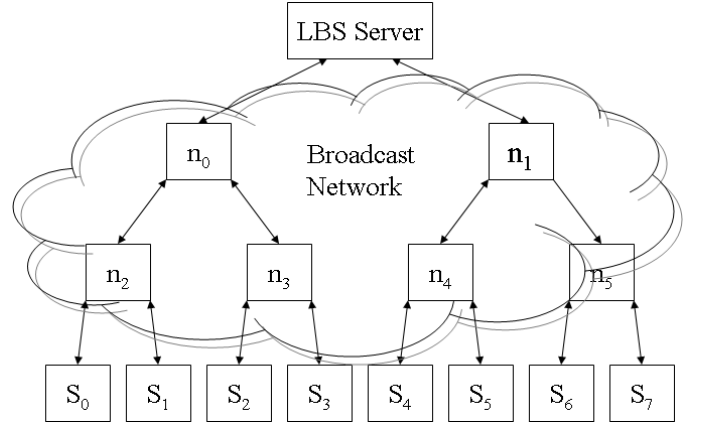 LBS Server
n₀
Broadcast
Network
n₁
n₂
n₃
n₄
n₅
S₀
S₁
S₂
S₃
S₄
S₅
S₆
S₇